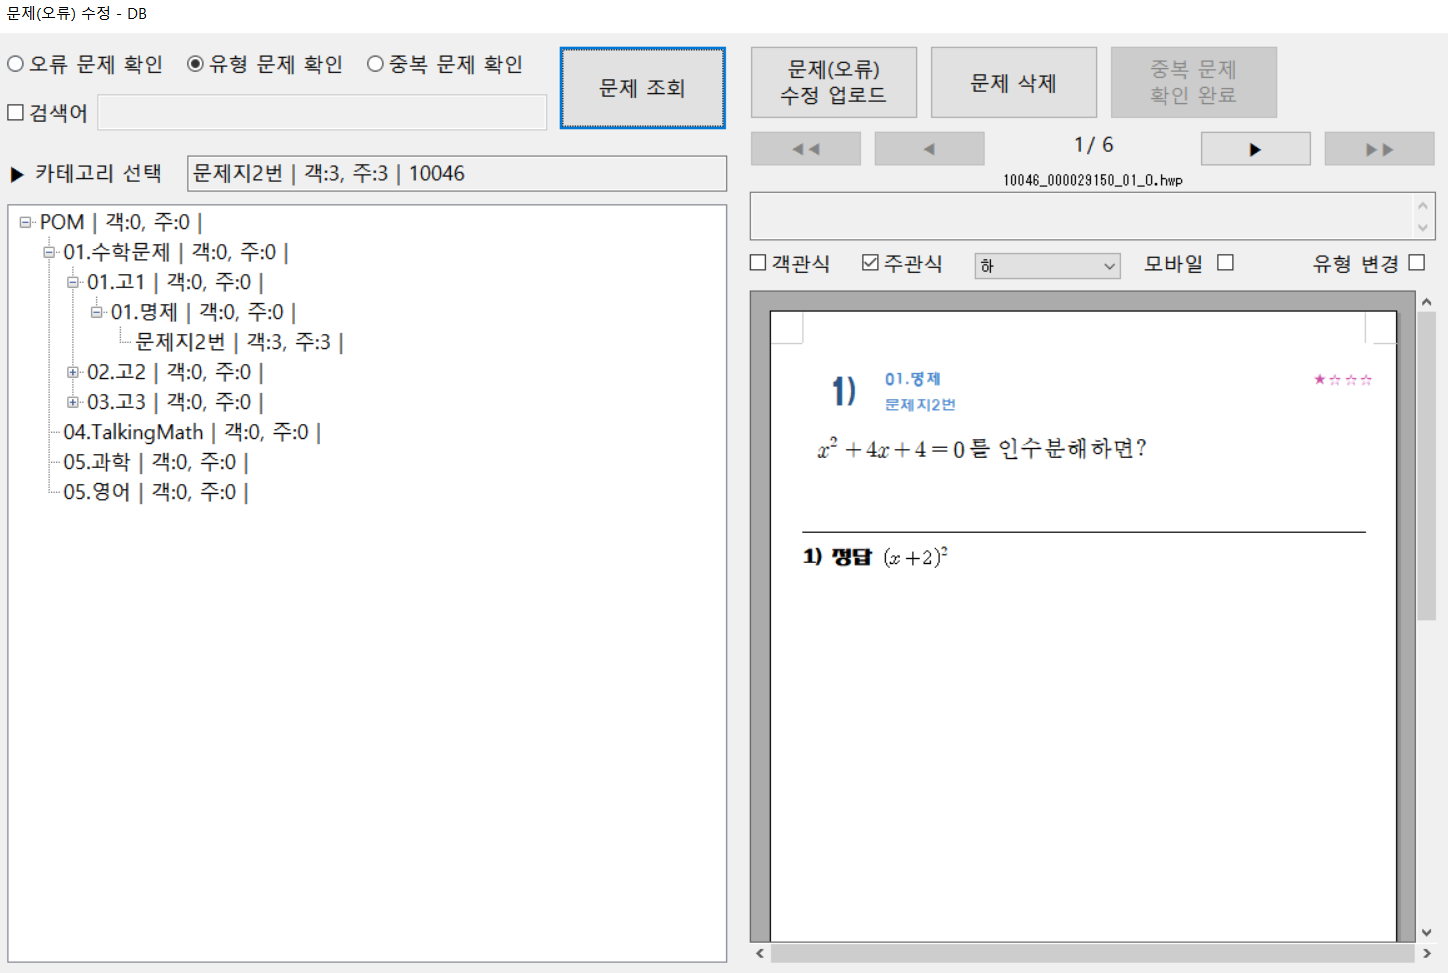 문제(오류) 수정 - DB
오류 문제 확인 유형 문제 확인 중복 문제 확인
검색어
문제 조회
▶ 카테고리 선택 문제지2번 | 객:3, 주:3 | 10046
POM | 객:0, 주:0 |
01.수학문제 | 객:0, 주:0 |
01.고1 | 객:0, 주:0 |
01.명제 | 객:0, 주:0 |
문제지2번 | 객:3, 주:3 |
02.고2 | 객:0, 주:0 |
03.고3 | 객:0, 주:0 |
04.TalkingMath | 객:0, 주:0 |
05.과학 | 객:0, 주:0 |
05.영어 | 객:0, 주:0 |
문제(오류)
수정 업로드
문제 삭제
중복 문제
확인 완료
1/ 6
10046_000029150_01_0.hwp
객관식 주관식 하 모바일 유형 변경
1) 01.명제 ★☆☆☆
문제지2번
x² + 4x + 4 = 0를 인수분해하면?
1) 정답 (x+2)²